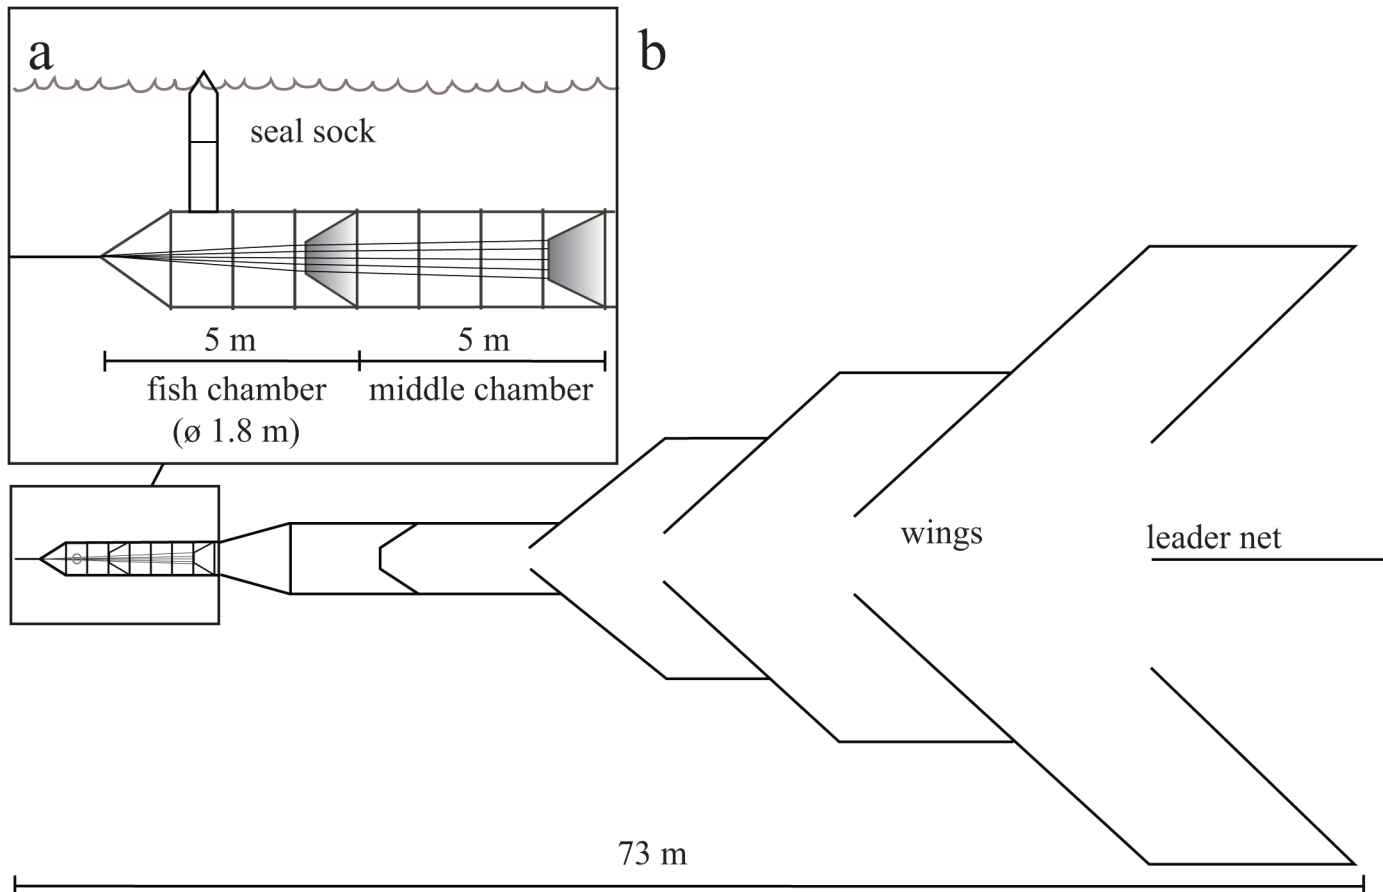 a
b
seal sock
5 m
5 m
fish chamber
middle chamber
(ø 1.8 m)
wings
leader net
73 m